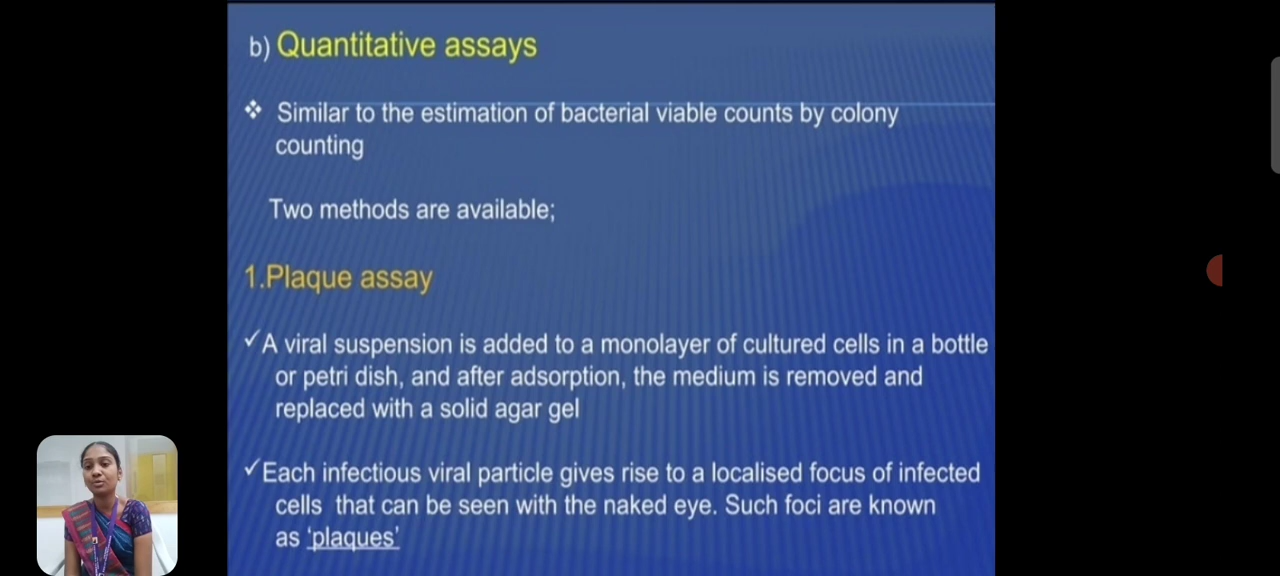 b) Quantitative assays
❖ Similar to the estimation of bacterial viable counts by colony
counting
Two methods are available;
1.Plaque assay
✓A viral suspension is added to a monolayer of cultured cells in a bottle
or petri dish, and after adsorption, the medium is removed and
replaced with a solid agar gel
✓Each infectious viral particle gives rise to a localised focus of infected
cells that can be seen with the naked eye. Such foci are known
as ‘plaques’